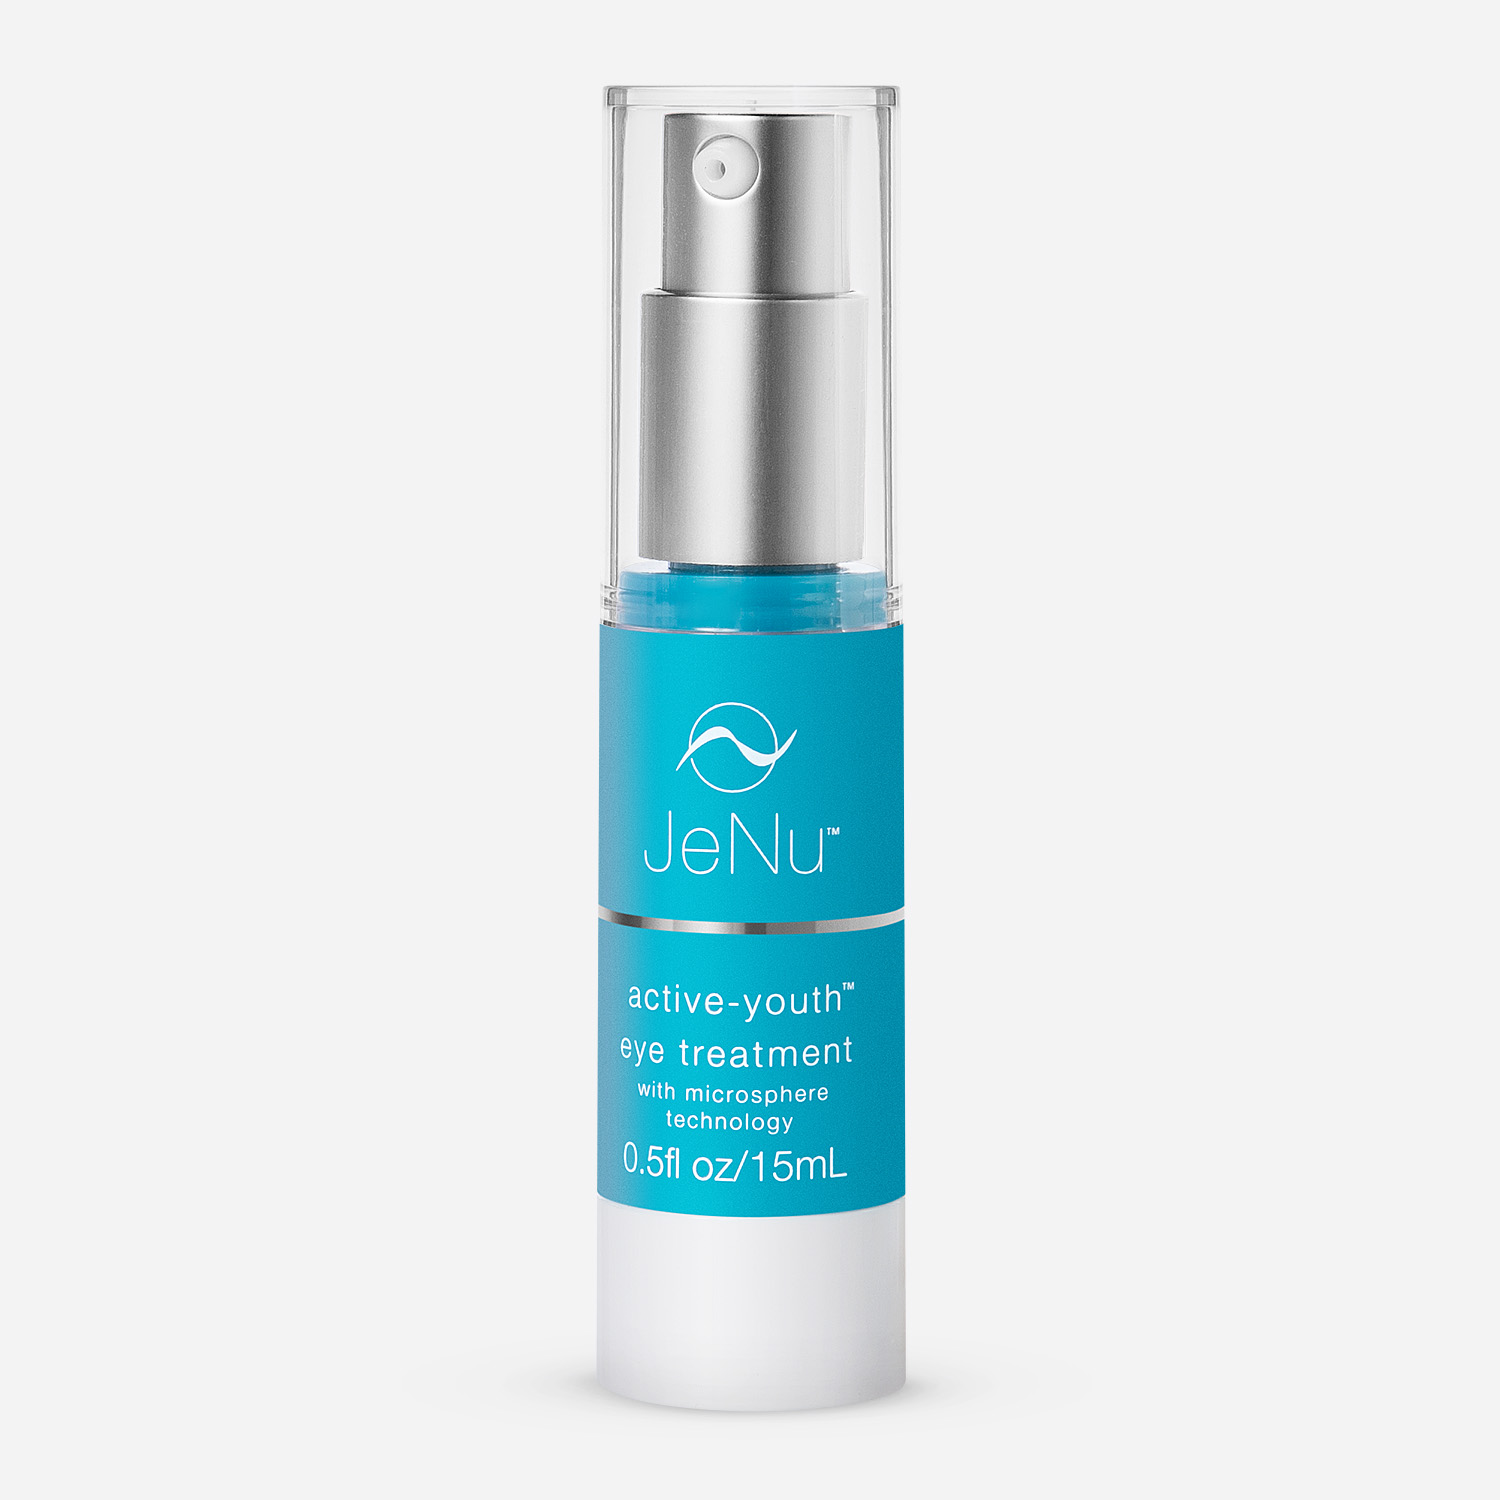 JeNu™
active-youth™
eye treatment
with microsphere
technology
0.5fl oz/15mL